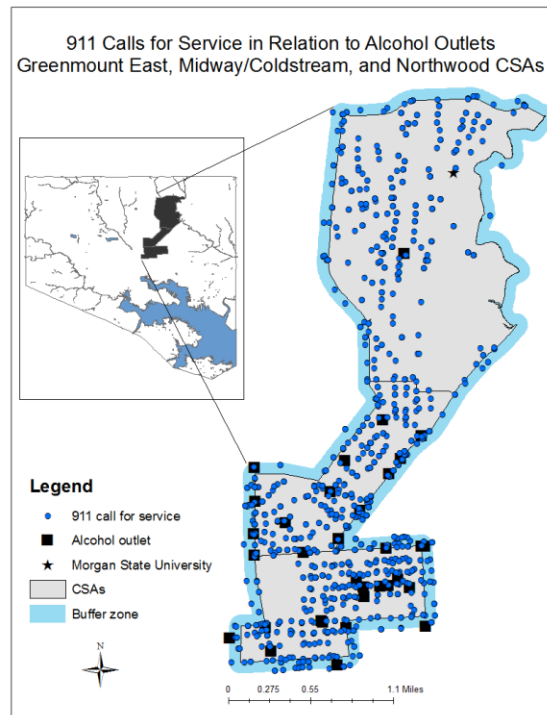 911 Calls for Service in Relation to Alcohol Outlets
Greenmount East, Midway/Coldstream, and Northwood CSAs
Legend
911 call for service
Alcohol outlet
Morgan State University
CSAs
Buffer zone
N
0 0.275 0.55 1.1 Miles